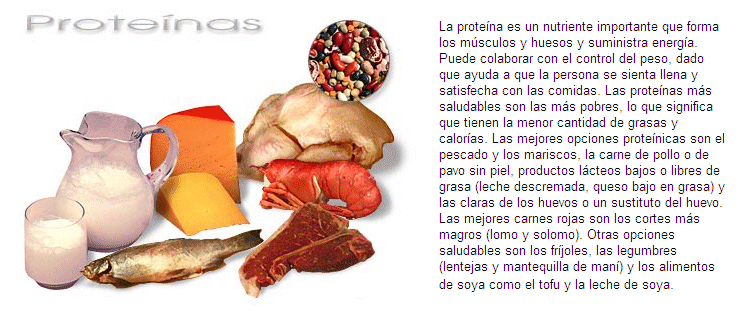 Proteínas
La proteína es un nutriente importante que forma
los músculos y huesos y suministra energía.
Puede colaborar con el control del peso, dado
que ayuda a que la persona se sienta llena y
satisfecha con las comidas. Las proteínas más
saludables son las más pobres, lo que significa
que tienen la menor cantidad de grasas y
calorías. Las mejores opciones proteínicas son el
pescado y los mariscos, la carne de pollo o de
pavo sin piel, productos lácteos bajos o libres de
grasa (leche descremada, queso bajo en grasa) y
las claras de los huevos o un sustituto del huevo.
Las mejores carnes rojas son los cortes más
magros (lomo y solomo). Otras opciones
saludables son los fríjoles, las legumbres
(lentejas y mantequilla de maní) y los alimentos
de soya como el tofu y la leche de soya.